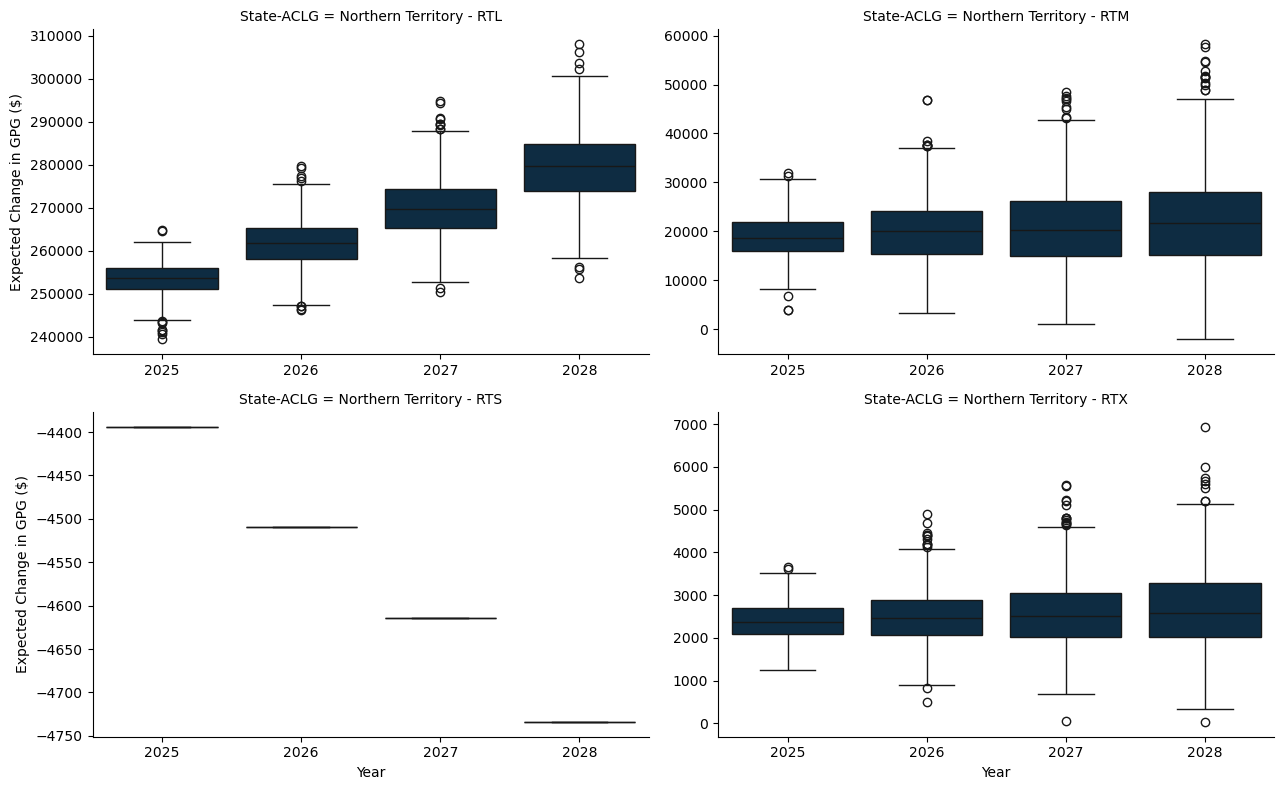 State-ACLG = Northern Territory - RTL
Expected Change in GPG ($)
310000
300000
290000
280000
270000
260000
250000
240000
2025 2026 2027 2028
State-ACLG = Northern Territory - RTM
60000
50000
40000
30000
20000
10000
0
2025 2026 2027 2028
State-ACLG = Northern Territory - RTS
Expected Change in GPG ($)
−4400
−4450
−4500
−4550
−4600
−4650
−4700
−4750
2025 2026 2027 2028
Year
State-ACLG = Northern Territory - RTX
7000
6000
5000
4000
3000
2000
1000
0
2025 2026 2027 2028
Year